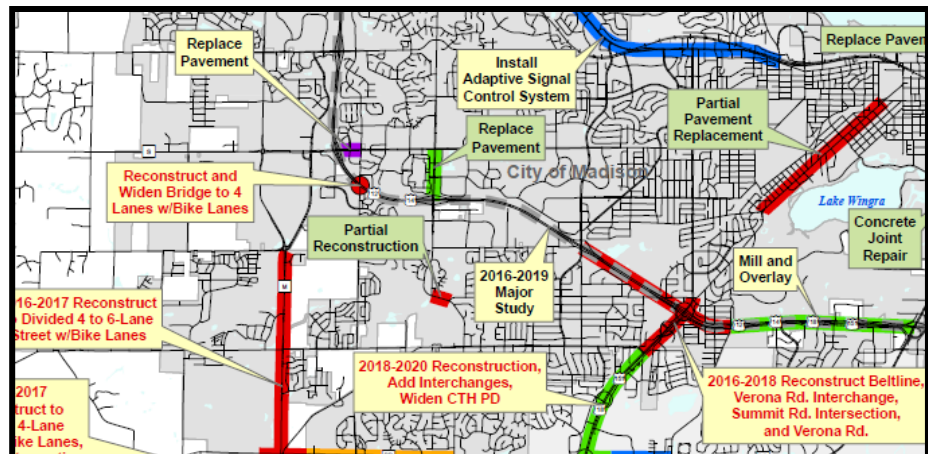 Replace
Pavement
Install
Adaptive Signal
Control System
Replace Pavem
Partial
Pavement
Replacement
Replace
Pavement
City of Madison
S
Reconstruct and
Widen Bridge to 4
Lanes w/Bike Lanes
12
14
Lake Wingra
Partial
Reconstruction
Concrete
Joint
Repair
2016-2019
Major
Study
Mill and
Overlay
M
16-2017 Reconstruct
Divided 4 to 6-Lane
Street w/Bike Lanes
2018-2020 Reconstruction,
Add Interchanges,
Widen CTH PD
2016-2018 Reconstruct Beltline,
Verona Rd. Interchange,
Summit Rd. Intersection,
and Verona Rd.
2017
truct to
4-Lane
ike Lanes,